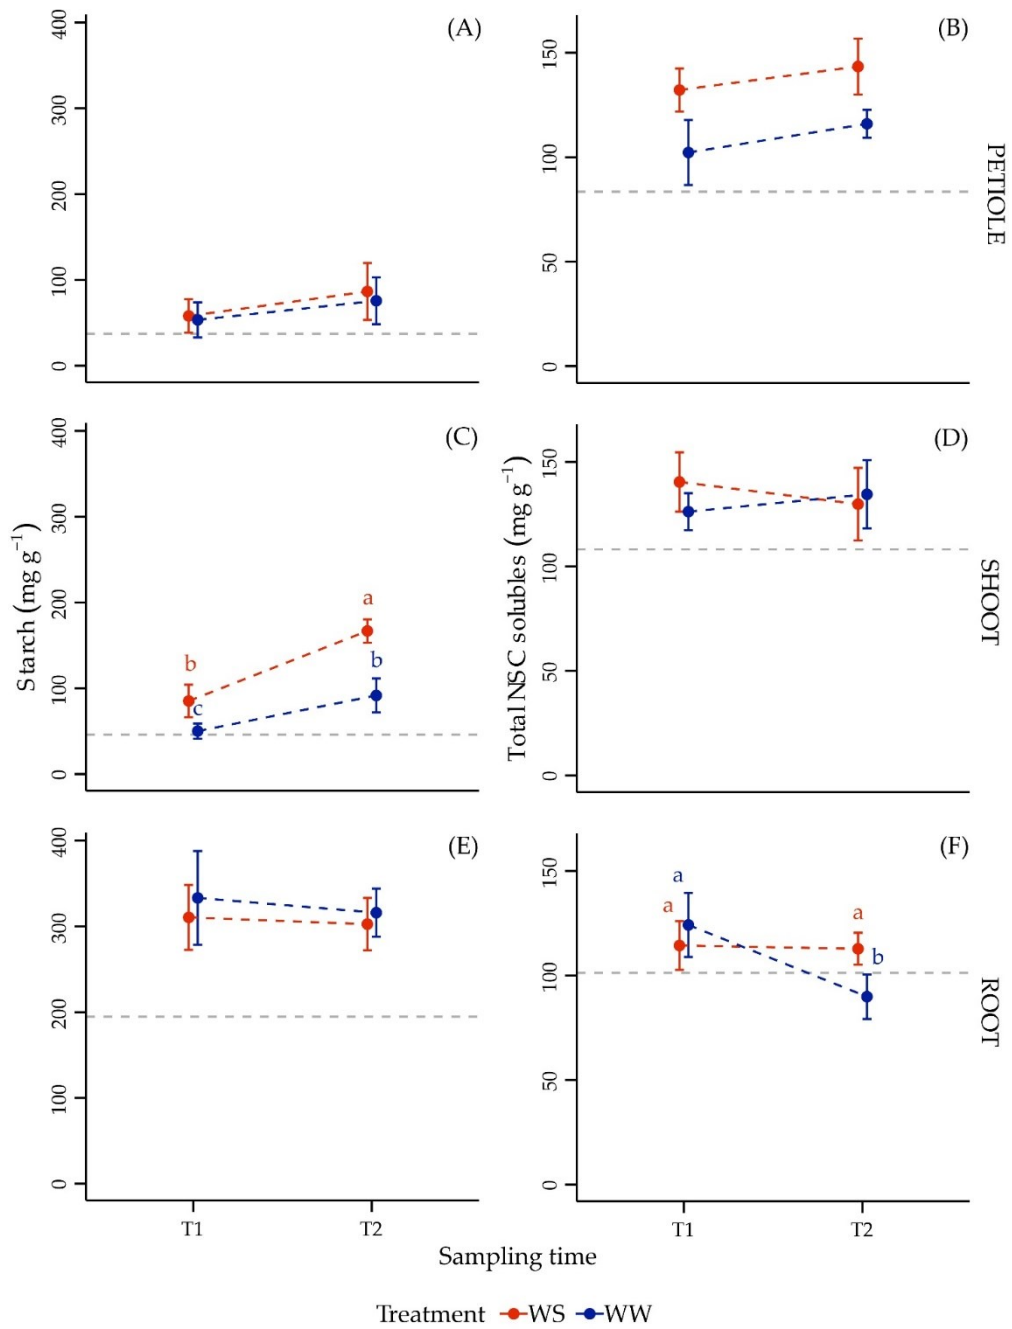 (A)
400
300
200
100
0
(B)
150
100
50
0
PETIOLE
(C)
400
300
200
100
0
b
a
c
b
Starch (mg g⁻¹)
(D)
150
100
50
0
Total NSC solubles (mg g⁻¹)
SHOOT
(E)
400
300
200
100
0
T1 T2
(F)
150
100
50
0
a
a
a
b
ROOT
T1 T2
Sampling time
Treatment WS WW